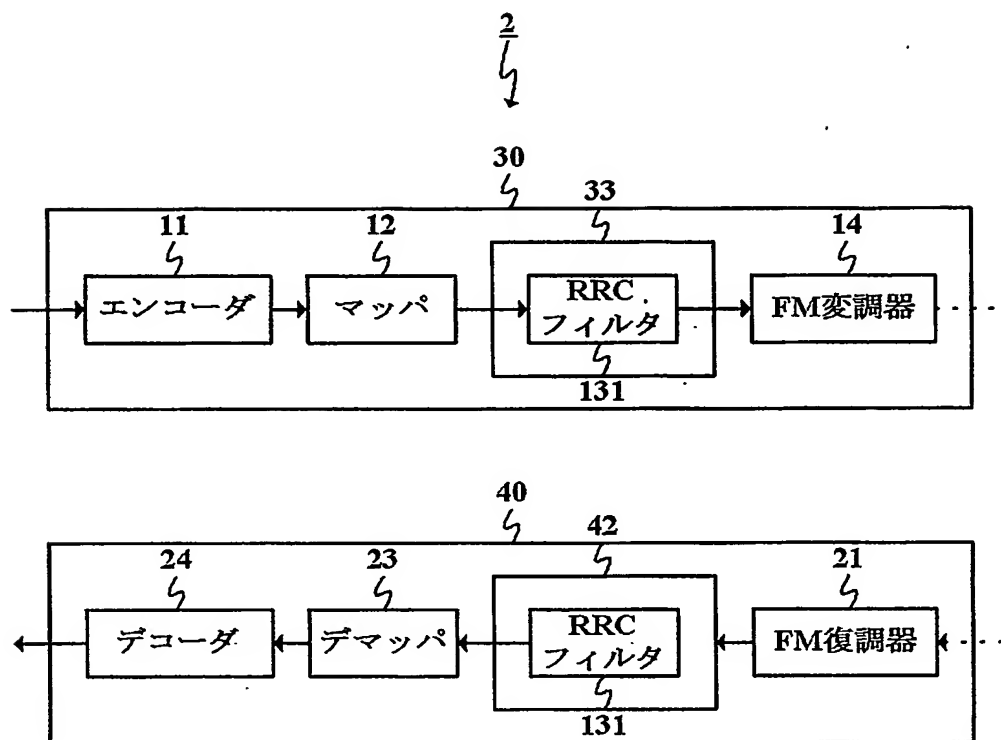 2
30
33
11
12
14
エンコーダ
マッパ
RRC
フィルタ
FM変調器
131
40
42
24
23
21
デコーダ
デマッパ
RRC
フィルタ
FM復調器
131